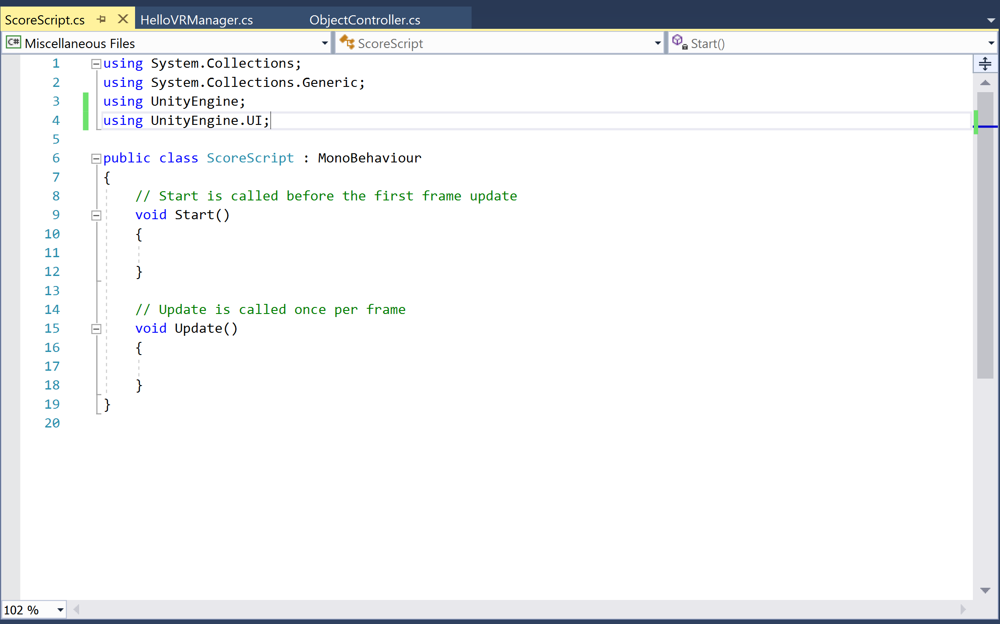 ScoreScript.cs HelloVRManager.cs ObjectController.cs
C# Miscellaneous Files ScoreScript Start()
1 using System.Collections;
2 using System.Collections.Generic;
3 using UnityEngine;
4 using UnityEngine.UI;
5
6 public class ScoreScript : MonoBehaviour
7 {
8 // Start is called before the first frame update
9 void Start()
10 {
11
12 }
13
14 // Update is called once per frame
15 void Update()
16 {
17
18 }
19 }
20
102 %